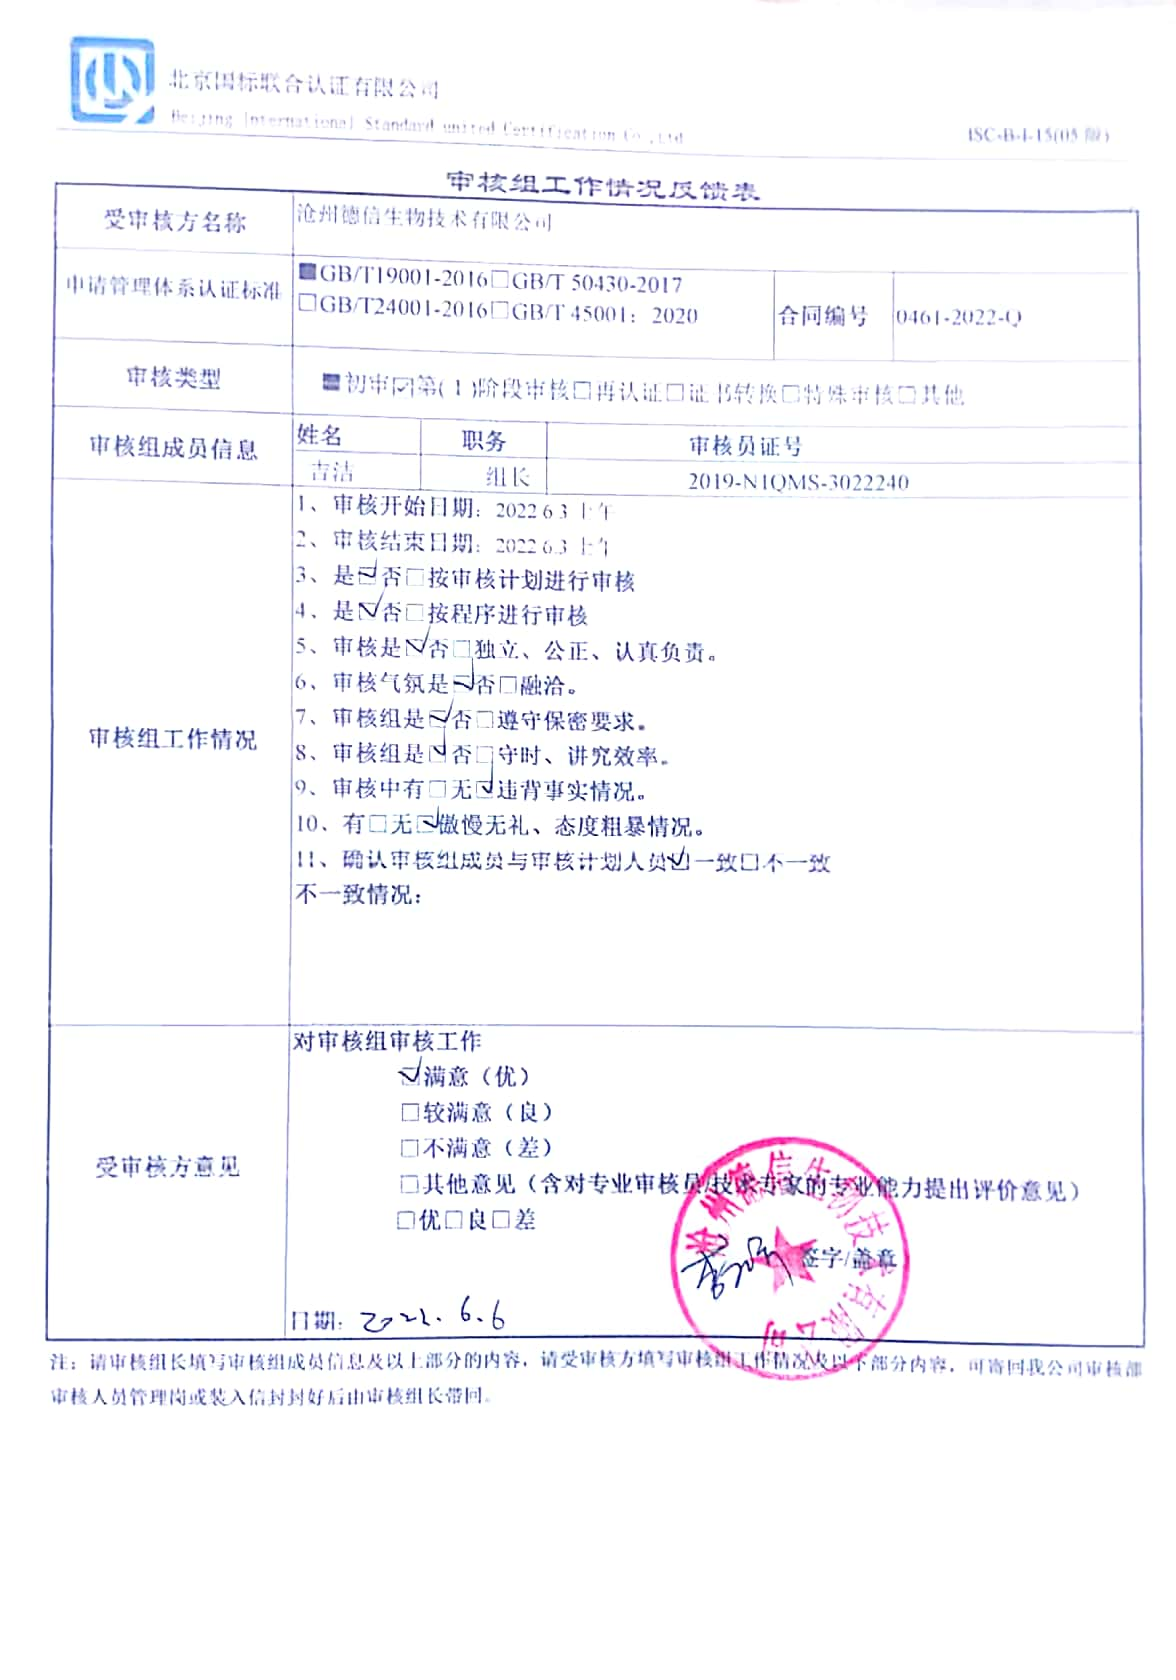 北京国标联合认证有限公司
Beijing International Standard united Certification Co.,Ltd
ISC-B-I-15(05版)
审核组工作情况反馈表
受审核方名称 沧州德信生物技术有限公司
申请管理体系认证标准 ■GB/T19001-2016□GB/T 50430-2017
□GB/T24001-2016□GB/T 45001：2020
合同编号 0461-2022-Q
审核类型 ■初审☑第(1)阶段审核□再认证□证书转换□特殊审核□其他
审核组成员信息
姓名 职务 审核员证号
吉洁 组长 2019-N1QMS-3022240
审核组工作情况
1、审核开始日期：2022 6.3 上午
2、审核结束日期：2022 6.3 上午
3、是☑否□按审核计划进行审核
4、是☑否□按程序进行审核
5、审核是☑否□独立、公正、认真负责。
6、审核气氛是☑否□融洽。
7、审核组是☑否□遵守保密要求。
8、审核组是☑否□守时、讲究效率。
9、审核中有□无☑违背事实情况。
10、有□无☑傲慢无礼、态度粗暴情况。
11、确认审核组成员与审核计划人员☑一致□不一致
不一致情况：
受审核方意见
对审核组审核工作
☑满意（优）
□较满意（良）
□不满意（差）
□其他意见（含对专业审核员/技术专家的专业能力提出评价意见）
□优□良□差
签字/盖章
沧州德信生物技术有限公司
日期：2022.6.6
注：请审核组长填写审核组成员信息及以上部分的内容，请受审核方填写审核组工作情况及以下部分内容，可寄回我公司审核部
审核人员管理岗或装入信封封好后由审核组长带回。